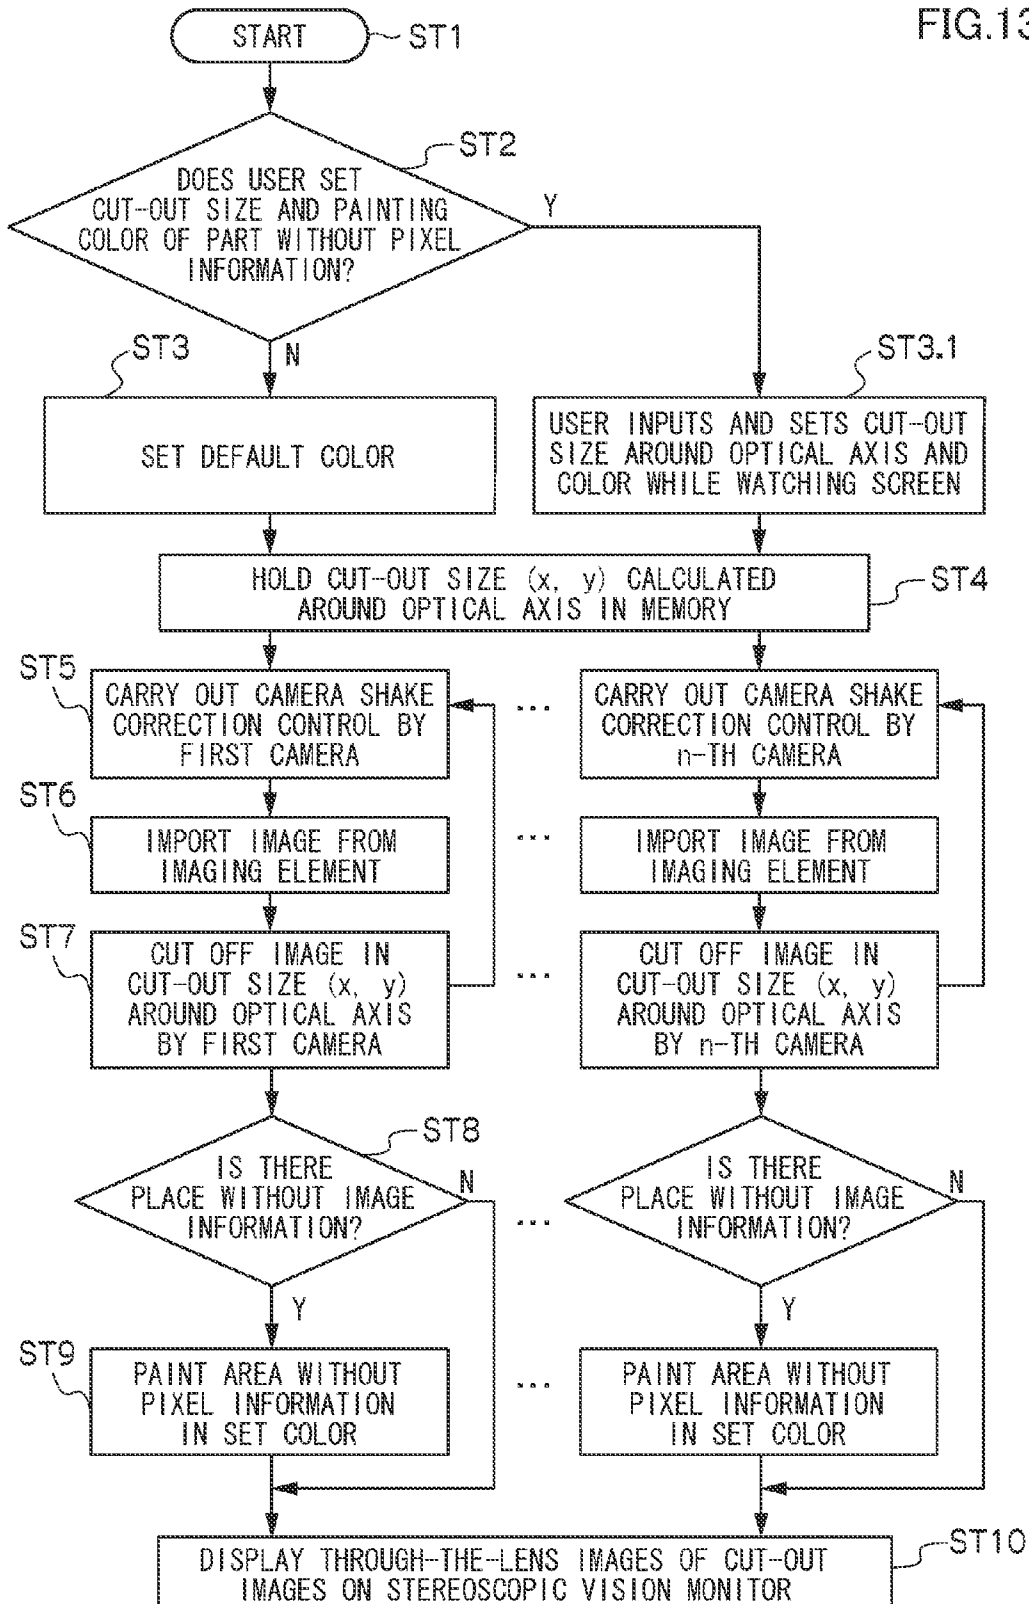 FIG.13
START
ST1
ST2
DOES USER SET
CUT-OUT SIZE AND PAINTING
COLOR OF PART WITHOUT PIXEL
INFORMATION?
Y
N
ST3
SET DEFAULT COLOR
ST3.1
USER INPUTS AND SETS CUT-OUT
SIZE AROUND OPTICAL AXIS AND
COLOR WHILE WATCHING SCREEN
HOLD CUT-OUT SIZE (x, y) CALCULATED
AROUND OPTICAL AXIS IN MEMORY
ST4
ST5
CARRY OUT CAMERA SHAKE
CORRECTION CONTROL BY
FIRST CAMERA
...
CARRY OUT CAMERA SHAKE
CORRECTION CONTROL BY
n-TH CAMERA
ST6
IMPORT IMAGE FROM
IMAGING ELEMENT
...
IMPORT IMAGE FROM
IMAGING ELEMENT
ST7
CUT OFF IMAGE IN
CUT-OUT SIZE (x, y)
AROUND OPTICAL AXIS
BY FIRST CAMERA
...
CUT OFF IMAGE IN
CUT-OUT SIZE (x, y)
AROUND OPTICAL AXIS
BY n-TH CAMERA
ST8
IS THERE
PLACE WITHOUT IMAGE
INFORMATION?
N
Y
...
IS THERE
PLACE WITHOUT IMAGE
INFORMATION?
N
Y
ST9
PAINT AREA WITHOUT
PIXEL INFORMATION
IN SET COLOR
...
PAINT AREA WITHOUT
PIXEL INFORMATION
IN SET COLOR
DISPLAY THROUGH-THE-LENS IMAGES OF CUT-OUT
IMAGES ON STEREOSCOPIC VISION MONITOR
ST10